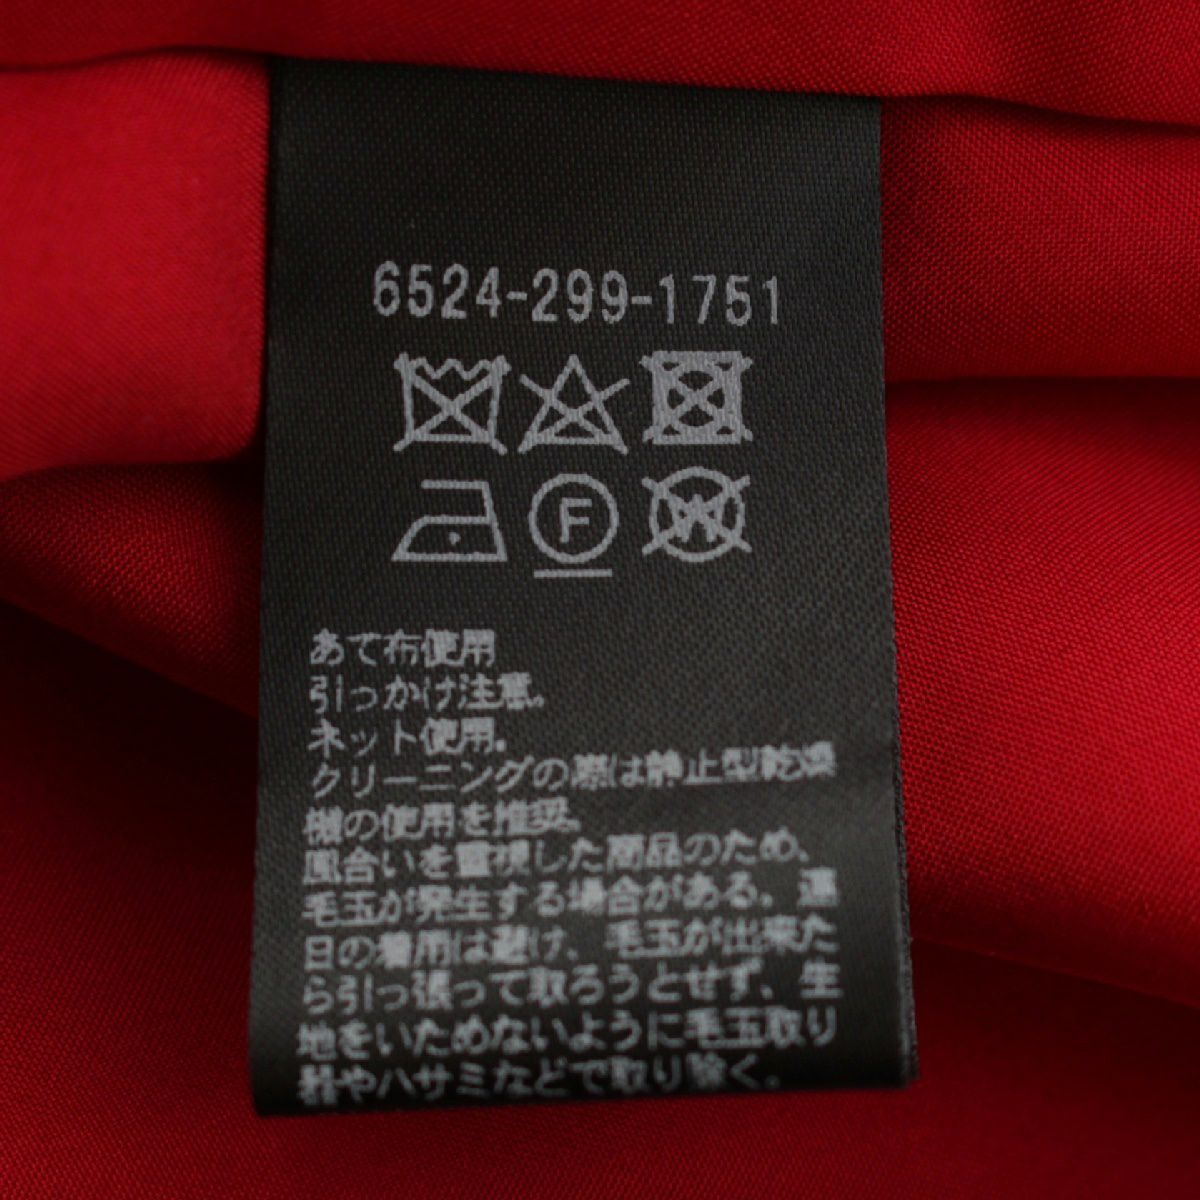 6524-299-1751
F
W
あて布使用
引っかけ注意。
ネット使用。
クリーニングの際は静止型乾燥
機の使用を推奨。
風合いを重視した商品のため、
毛玉が発生する場合がある。連
日の着用は避け、毛玉が出来た
ら引っ張って取ろうとせず、生
地をいためないように毛玉取り
器やハサミなどで取り除く。